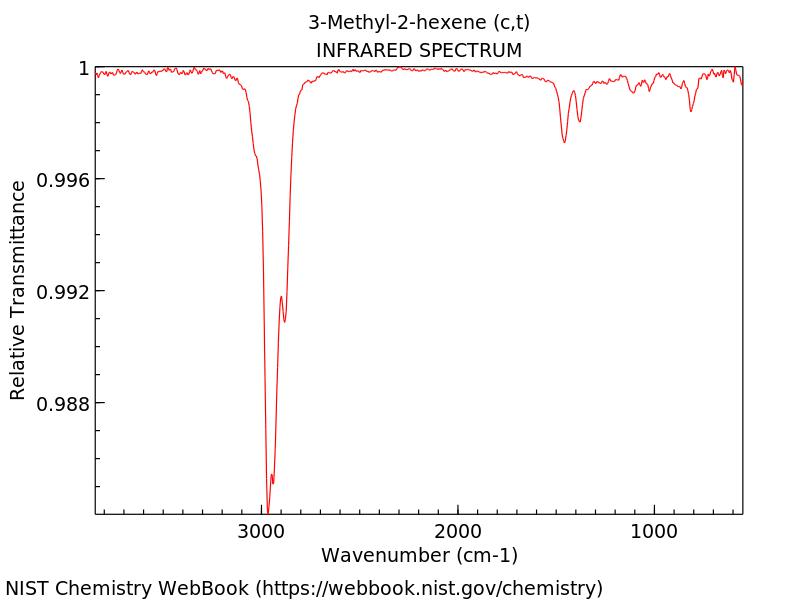 3-Methyl-2-hexene (c,t)
INFRARED SPECTRUM
1
0.996
0.992
0.988
Relative Transmittance
3000 2000 1000
Wavenumber (cm-1)
NIST Chemistry WebBook (https://webbook.nist.gov/chemistry)